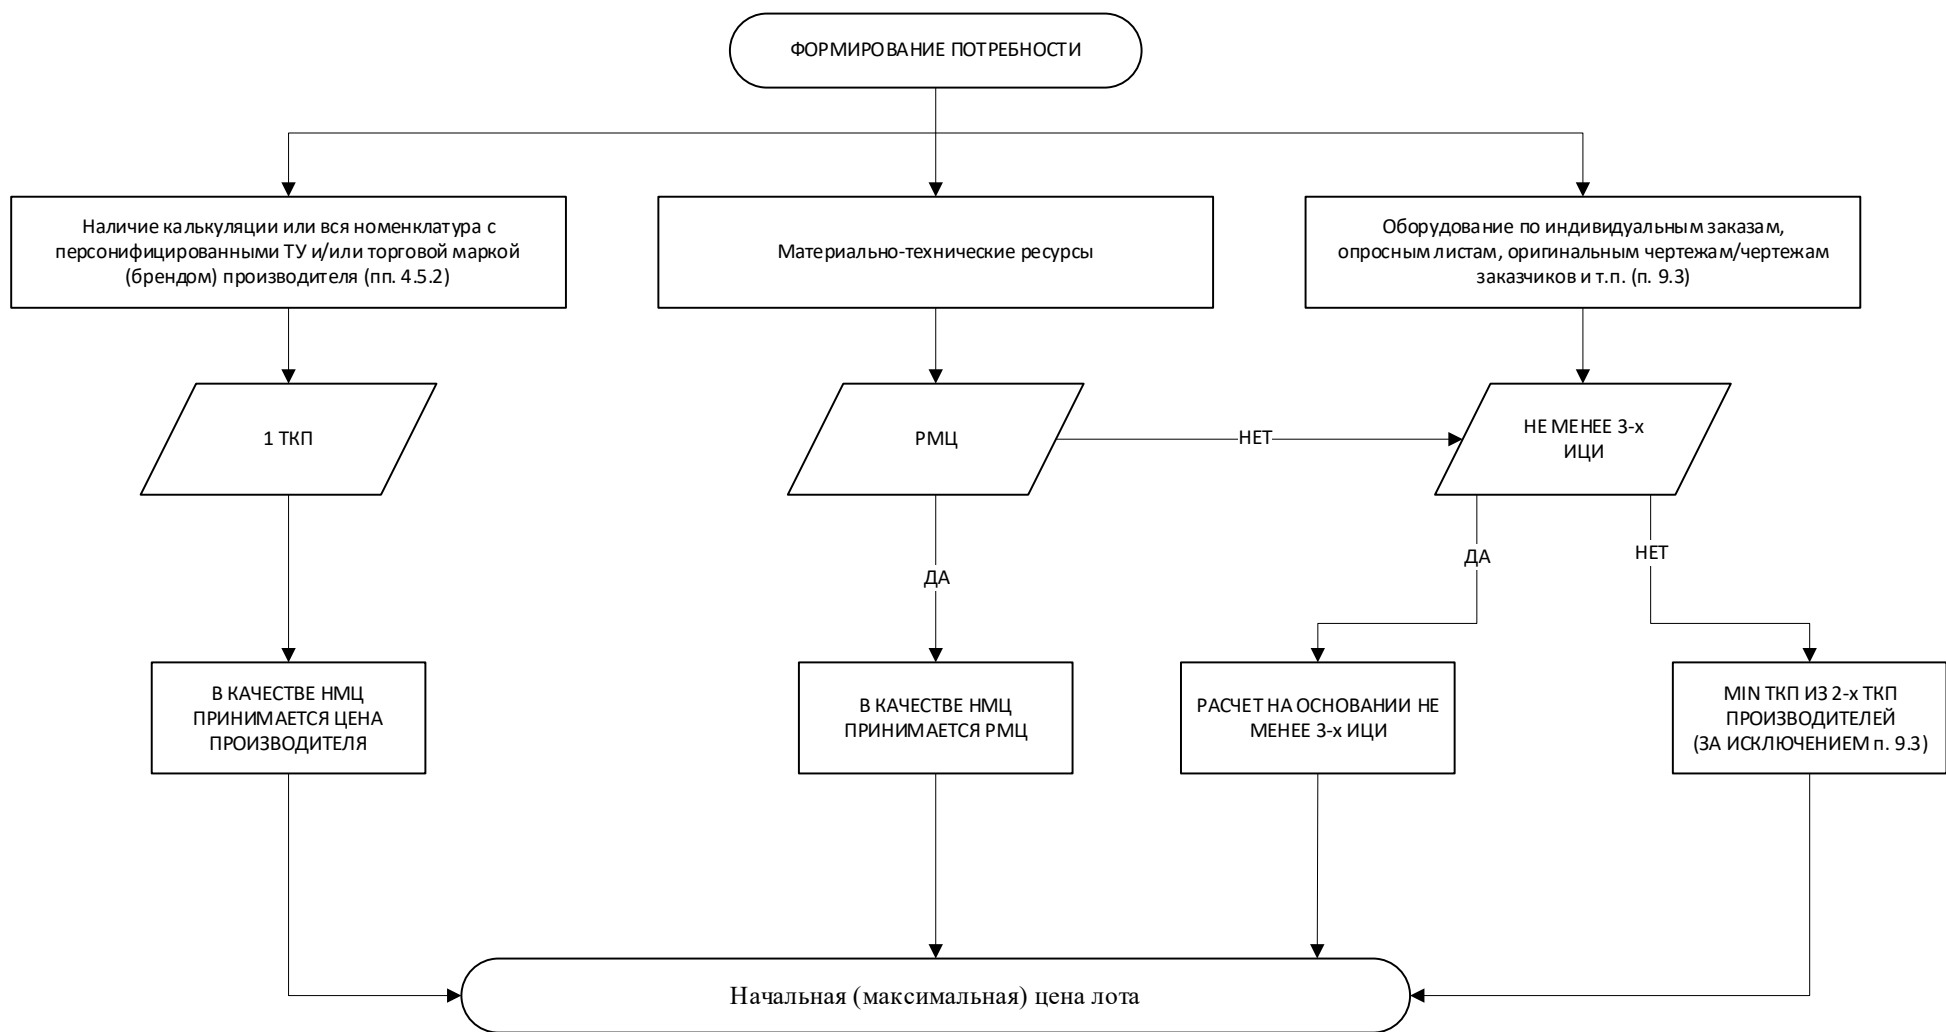 ФОРМИРОВАНИЕ ПОТРЕБНОСТИ
Наличие калькуляции или вся номенклатура с
персонифицированными ТУ и/или торговой маркой
(брендом) производителя (пп. 4.5.2)
Материально-технические ресурсы
Оборудование по индивидуальным заказам,
опросным листам, оригинальным чертежам/чертежам
заказчиков и т.п. (п. 9.3)
1 ТКП
РМЦ
НЕТ
НЕ МЕНЕЕ 3-х
ИЦИ
ДА
ДА
НЕТ
В КАЧЕСТВЕ НМЦ
ПРИНИМАЕТСЯ ЦЕНА
ПРОИЗВОДИТЕЛЯ
В КАЧЕСТВЕ НМЦ
ПРИНИМАЕТСЯ РМЦ
РАСЧЕТ НА ОСНОВАНИИ НЕ
МЕНЕЕ 3-х ИЦИ
MIN ТКП ИЗ 2-х ТКП
ПРОИЗВОДИТЕЛЕЙ
(ЗА ИСКЛЮЧЕНИЕМ п. 9.3)
Начальная (максимальная) цена лота